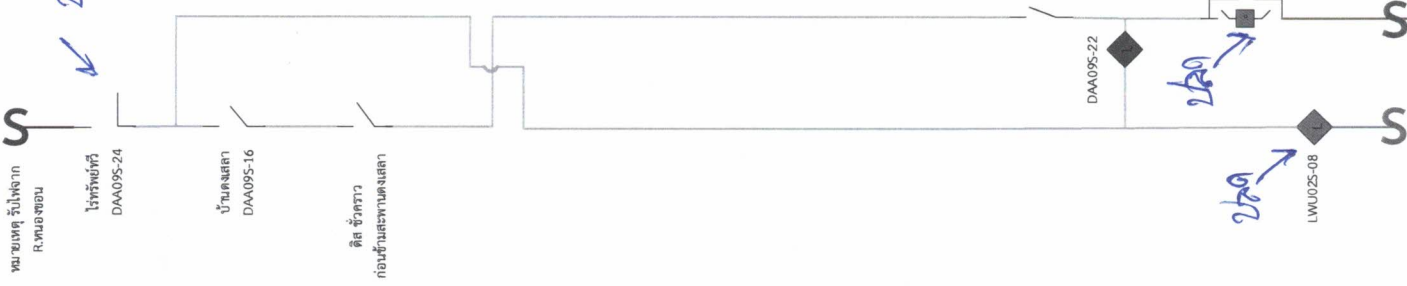 S
หมายเหตุ รับไฟจาก
R.หนองขอน
ไร่ทรัพย์ทวี
DAA09S-24
บ้านดงเสลา
DAA09S-16
ดิส ชั่วคราว
ก่อนข้ามสะพานดงเสลา
DAA09S-22
L
ปลด
S
ปลด
L
LWU02S-08
S